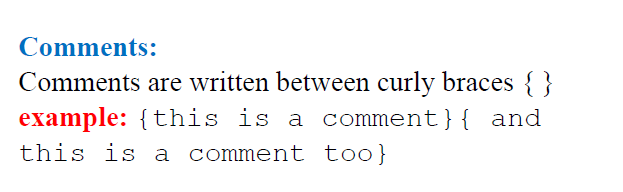 Comments:
Comments are written between curly braces { }
example: {this is a comment}{ and
this is a comment too}